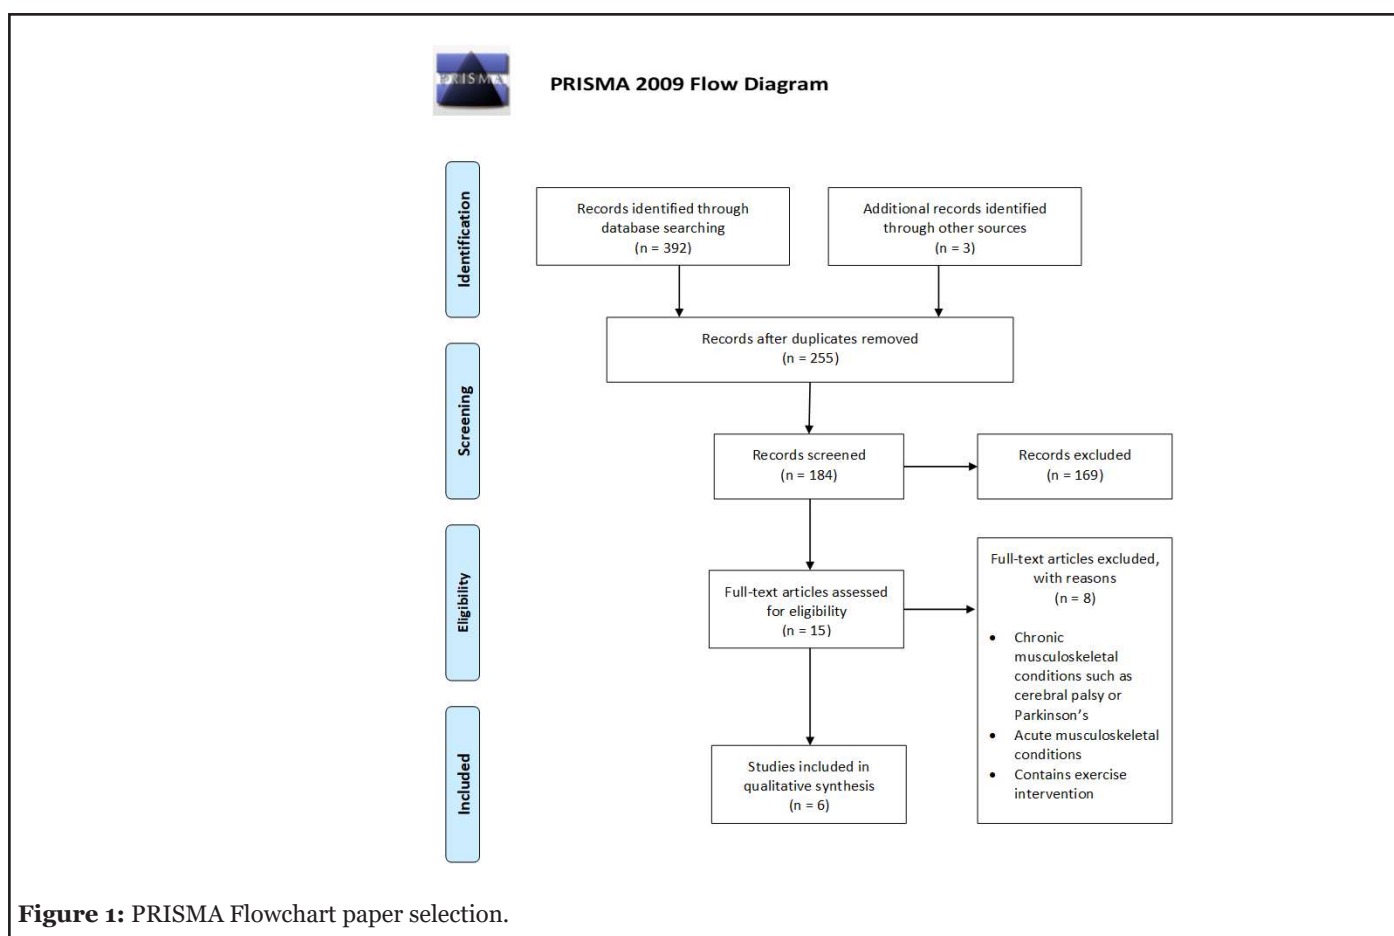 PRISMA
PRISMA 2009 Flow Diagram
Identification
Records identified through
database searching
(n = 392)
Additional records identified
through other sources
(n = 3)
Records after duplicates removed
(n = 255)
Screening
Records screened
(n = 184)
Records excluded
(n = 169)
Eligibility
Full-text articles assessed
for eligibility
(n = 15)
Full-text articles excluded,
with reasons
(n = 8)
• Chronic
musculoskeletal
conditions such as
cerebral palsy or
Parkinson's
• Acute musculoskeletal
conditions
• Contains exercise
intervention
Included
Studies included in
qualitative synthesis
(n = 6)
Figure 1: PRISMA Flowchart paper selection.